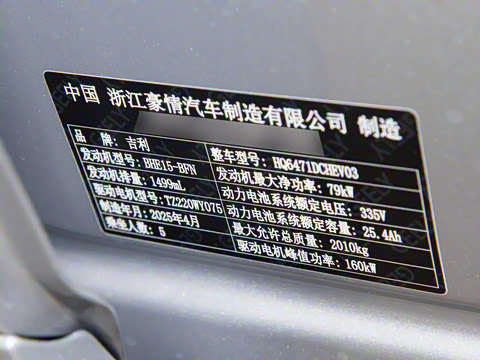 中国 浙江豪情汽车制造有限公司 制造
品 牌: 吉利 整车型号: HQ6471DCHEV03
发动机型号: BHE15-BFN 发动机最大净功率: 79kW
发动机排量: 1499mL 动力电池系统额定电压: 335V
驱动电机型号: TZ220WY075 动力电池系统额定容量: 25.4Ah
制造年月: 2025年4月 最大允许总质量: 2010kg
乘坐人数: 5 驱动电机峰值功率: 160kW